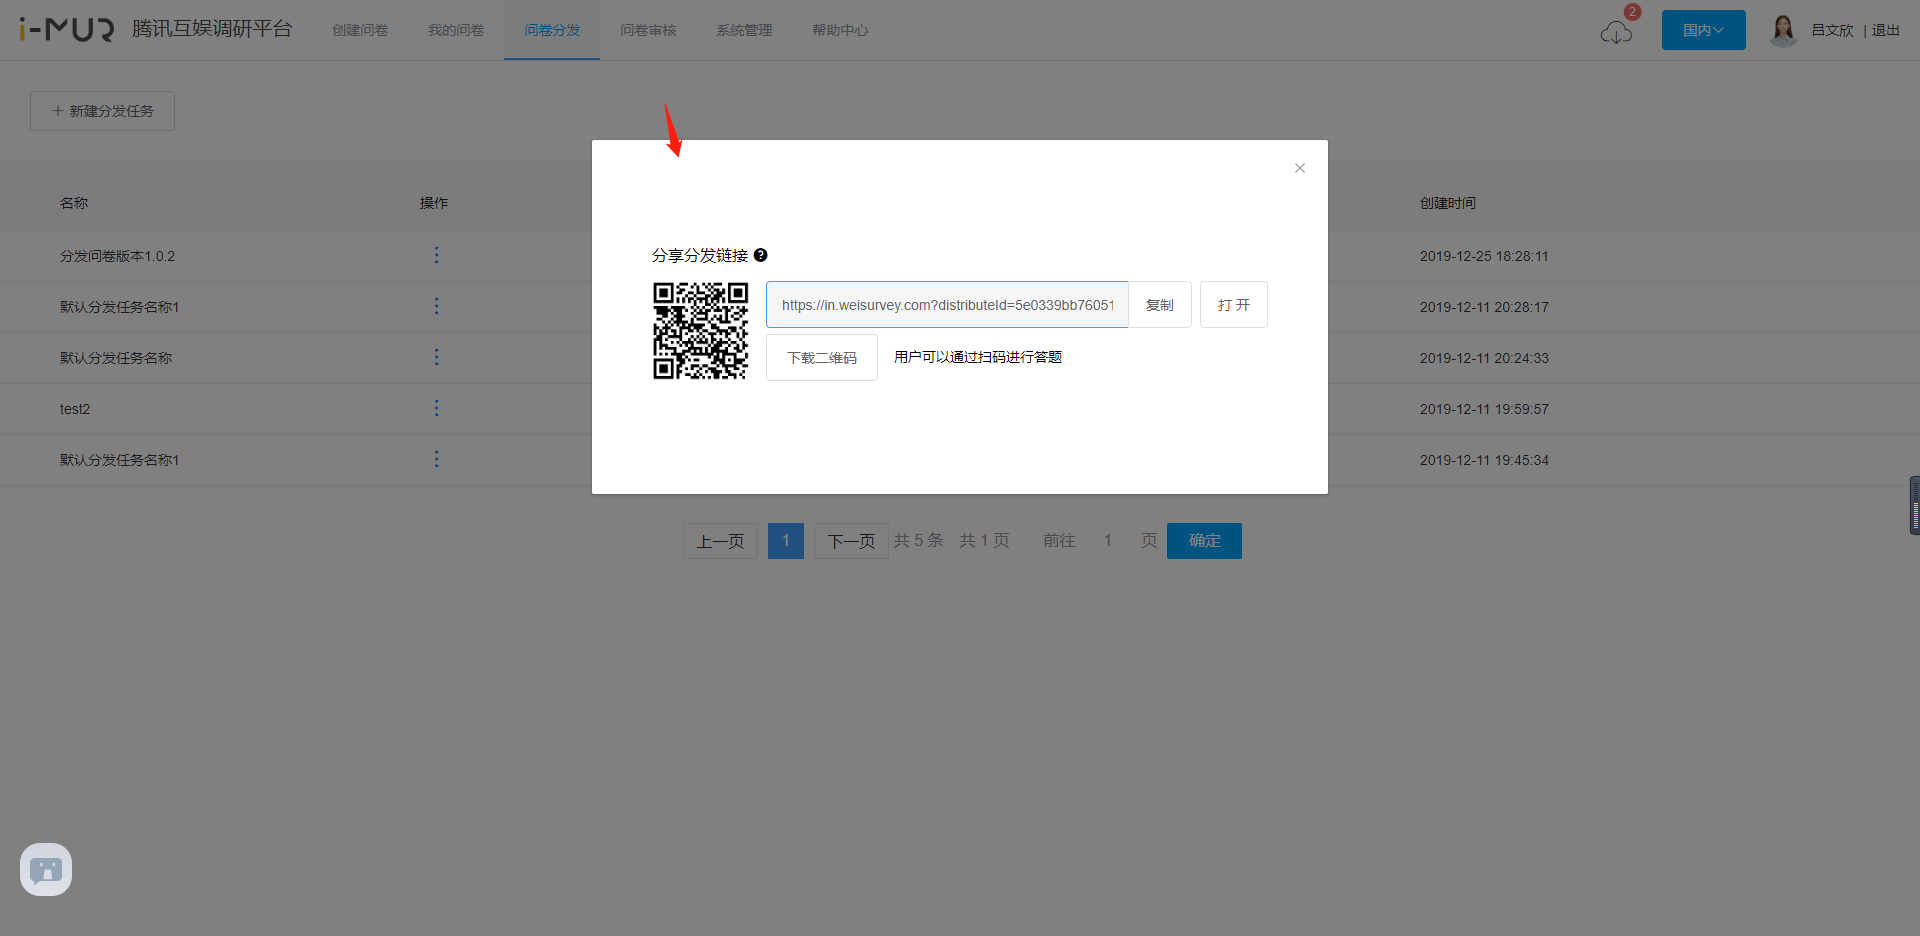 i-MUR 腾讯互娱调研平台 创建问卷 我的问卷 问卷分发 问卷审核 系统管理 帮助中心 2 国内 吕文欣 | 退出
+ 新建分发任务
名称 操作 创建时间
分发问卷版本1.0.2 2019-12-25 18:28:11
默认分发任务名称1 2019-12-11 20:28:17
默认分发任务名称 2019-12-11 20:24:33
test2 2019-12-11 19:59:57
默认分发任务名称1 2019-12-11 19:45:34
分享分发链接 ?
https://in.weisurvey.com?distributeId=5e0339bb76051 复制 打 开
下载二维码 用户可以通过扫码进行答题
上一页 1 下一页 共 5 条 共 1 页 前往 1 页 确定